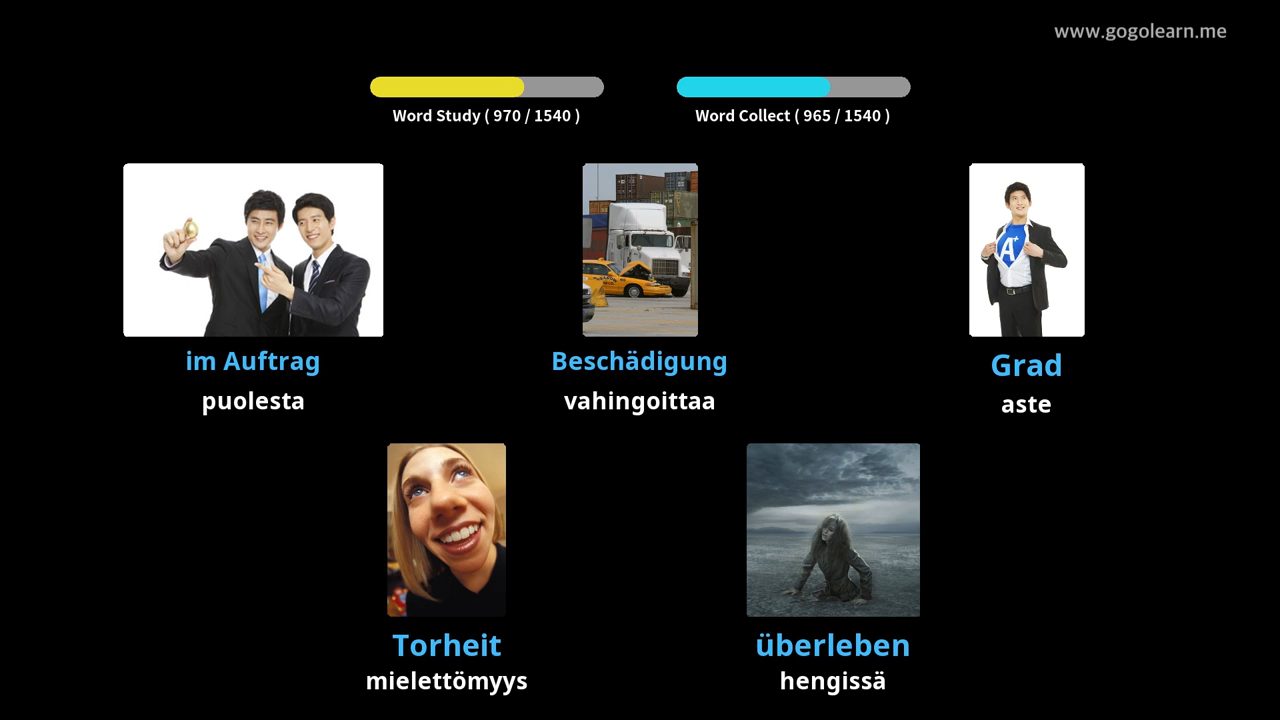 www.gogolearn.me
Word Study ( 970 / 1540 )
Word Collect ( 965 / 1540 )
im Auftrag
puolesta
Beschädigung
vahingoittaa
A+
Grad
aste
Torheit
mielettömyys
überleben
hengissä